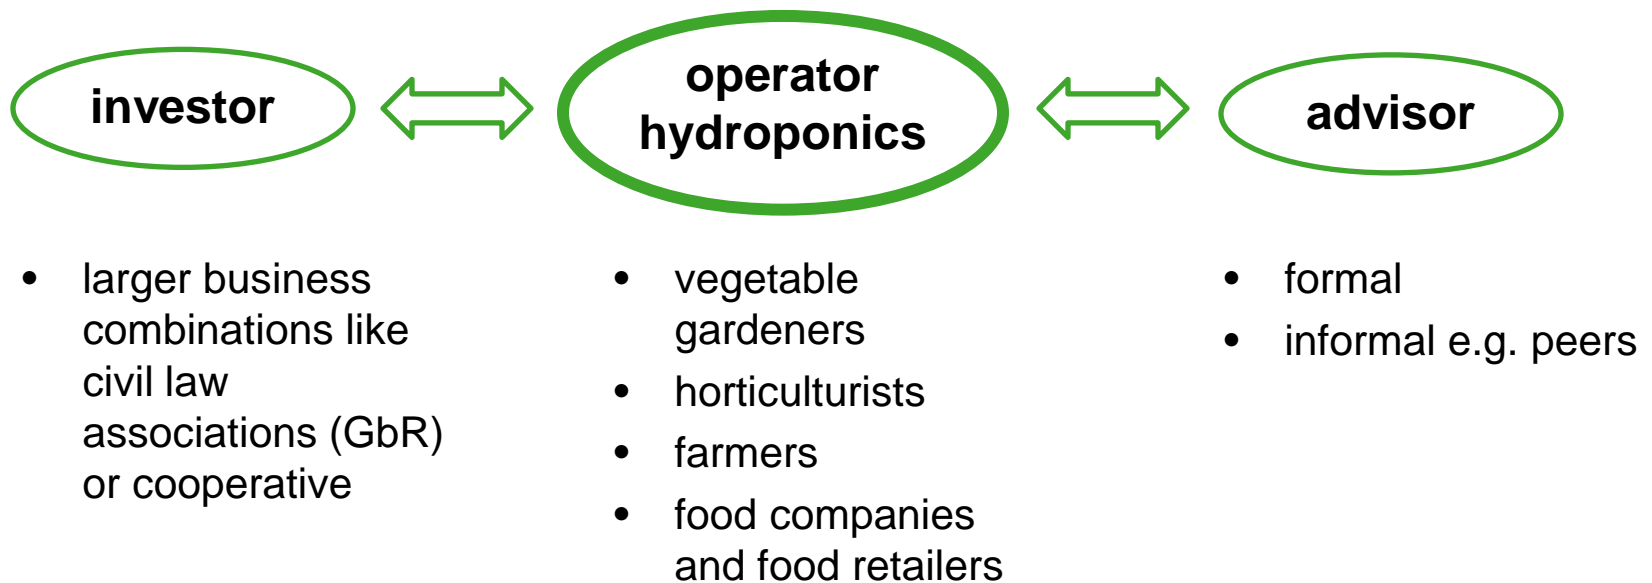 investor
operator
hydroponics
advisor
• larger business
combinations like
civil law
associations (GbR)
or cooperative
• vegetable
gardeners
• horticulturists
• farmers
• food companies
and food retailers
• formal
• informal e.g. peers